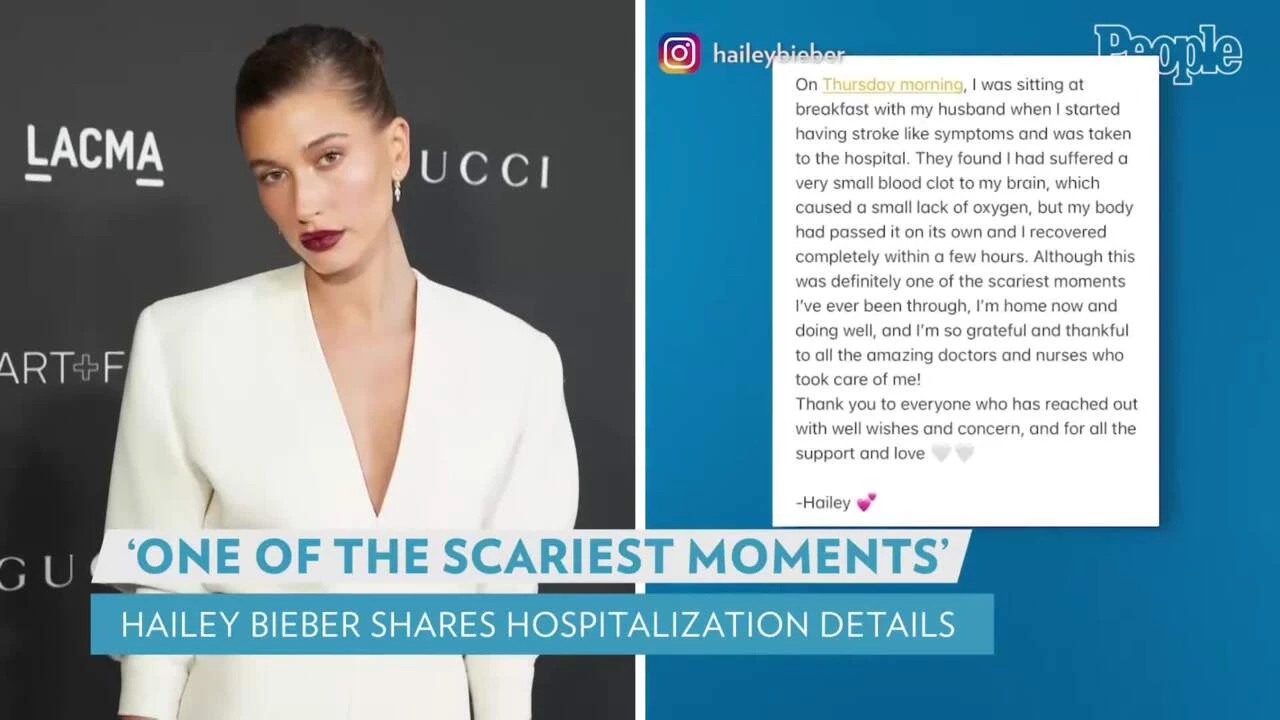 LACMA
UCCI
ART+F
GUC
haileybieber
People
On Thursday morning, I was sitting at
breakfast with my husband when I started
having stroke like symptoms and was taken
to the hospital. They found I had suffered a
very small blood clot to my brain, which
caused a small lack of oxygen, but my body
had passed it on its own and I recovered
completely within a few hours. Although this
was definitely one of the scariest moments
I've ever been through, I'm home now and
doing well, and I'm so grateful and thankful
to all the amazing doctors and nurses who
took care of me!
Thank you to everyone who has reached out
with well wishes and concern, and for all the
support and love 🤍🤍
-Hailey 💕
‘ONE OF THE SCARIEST MOMENTS’
HAILEY BIEBER SHARES HOSPITALIZATION DETAILS